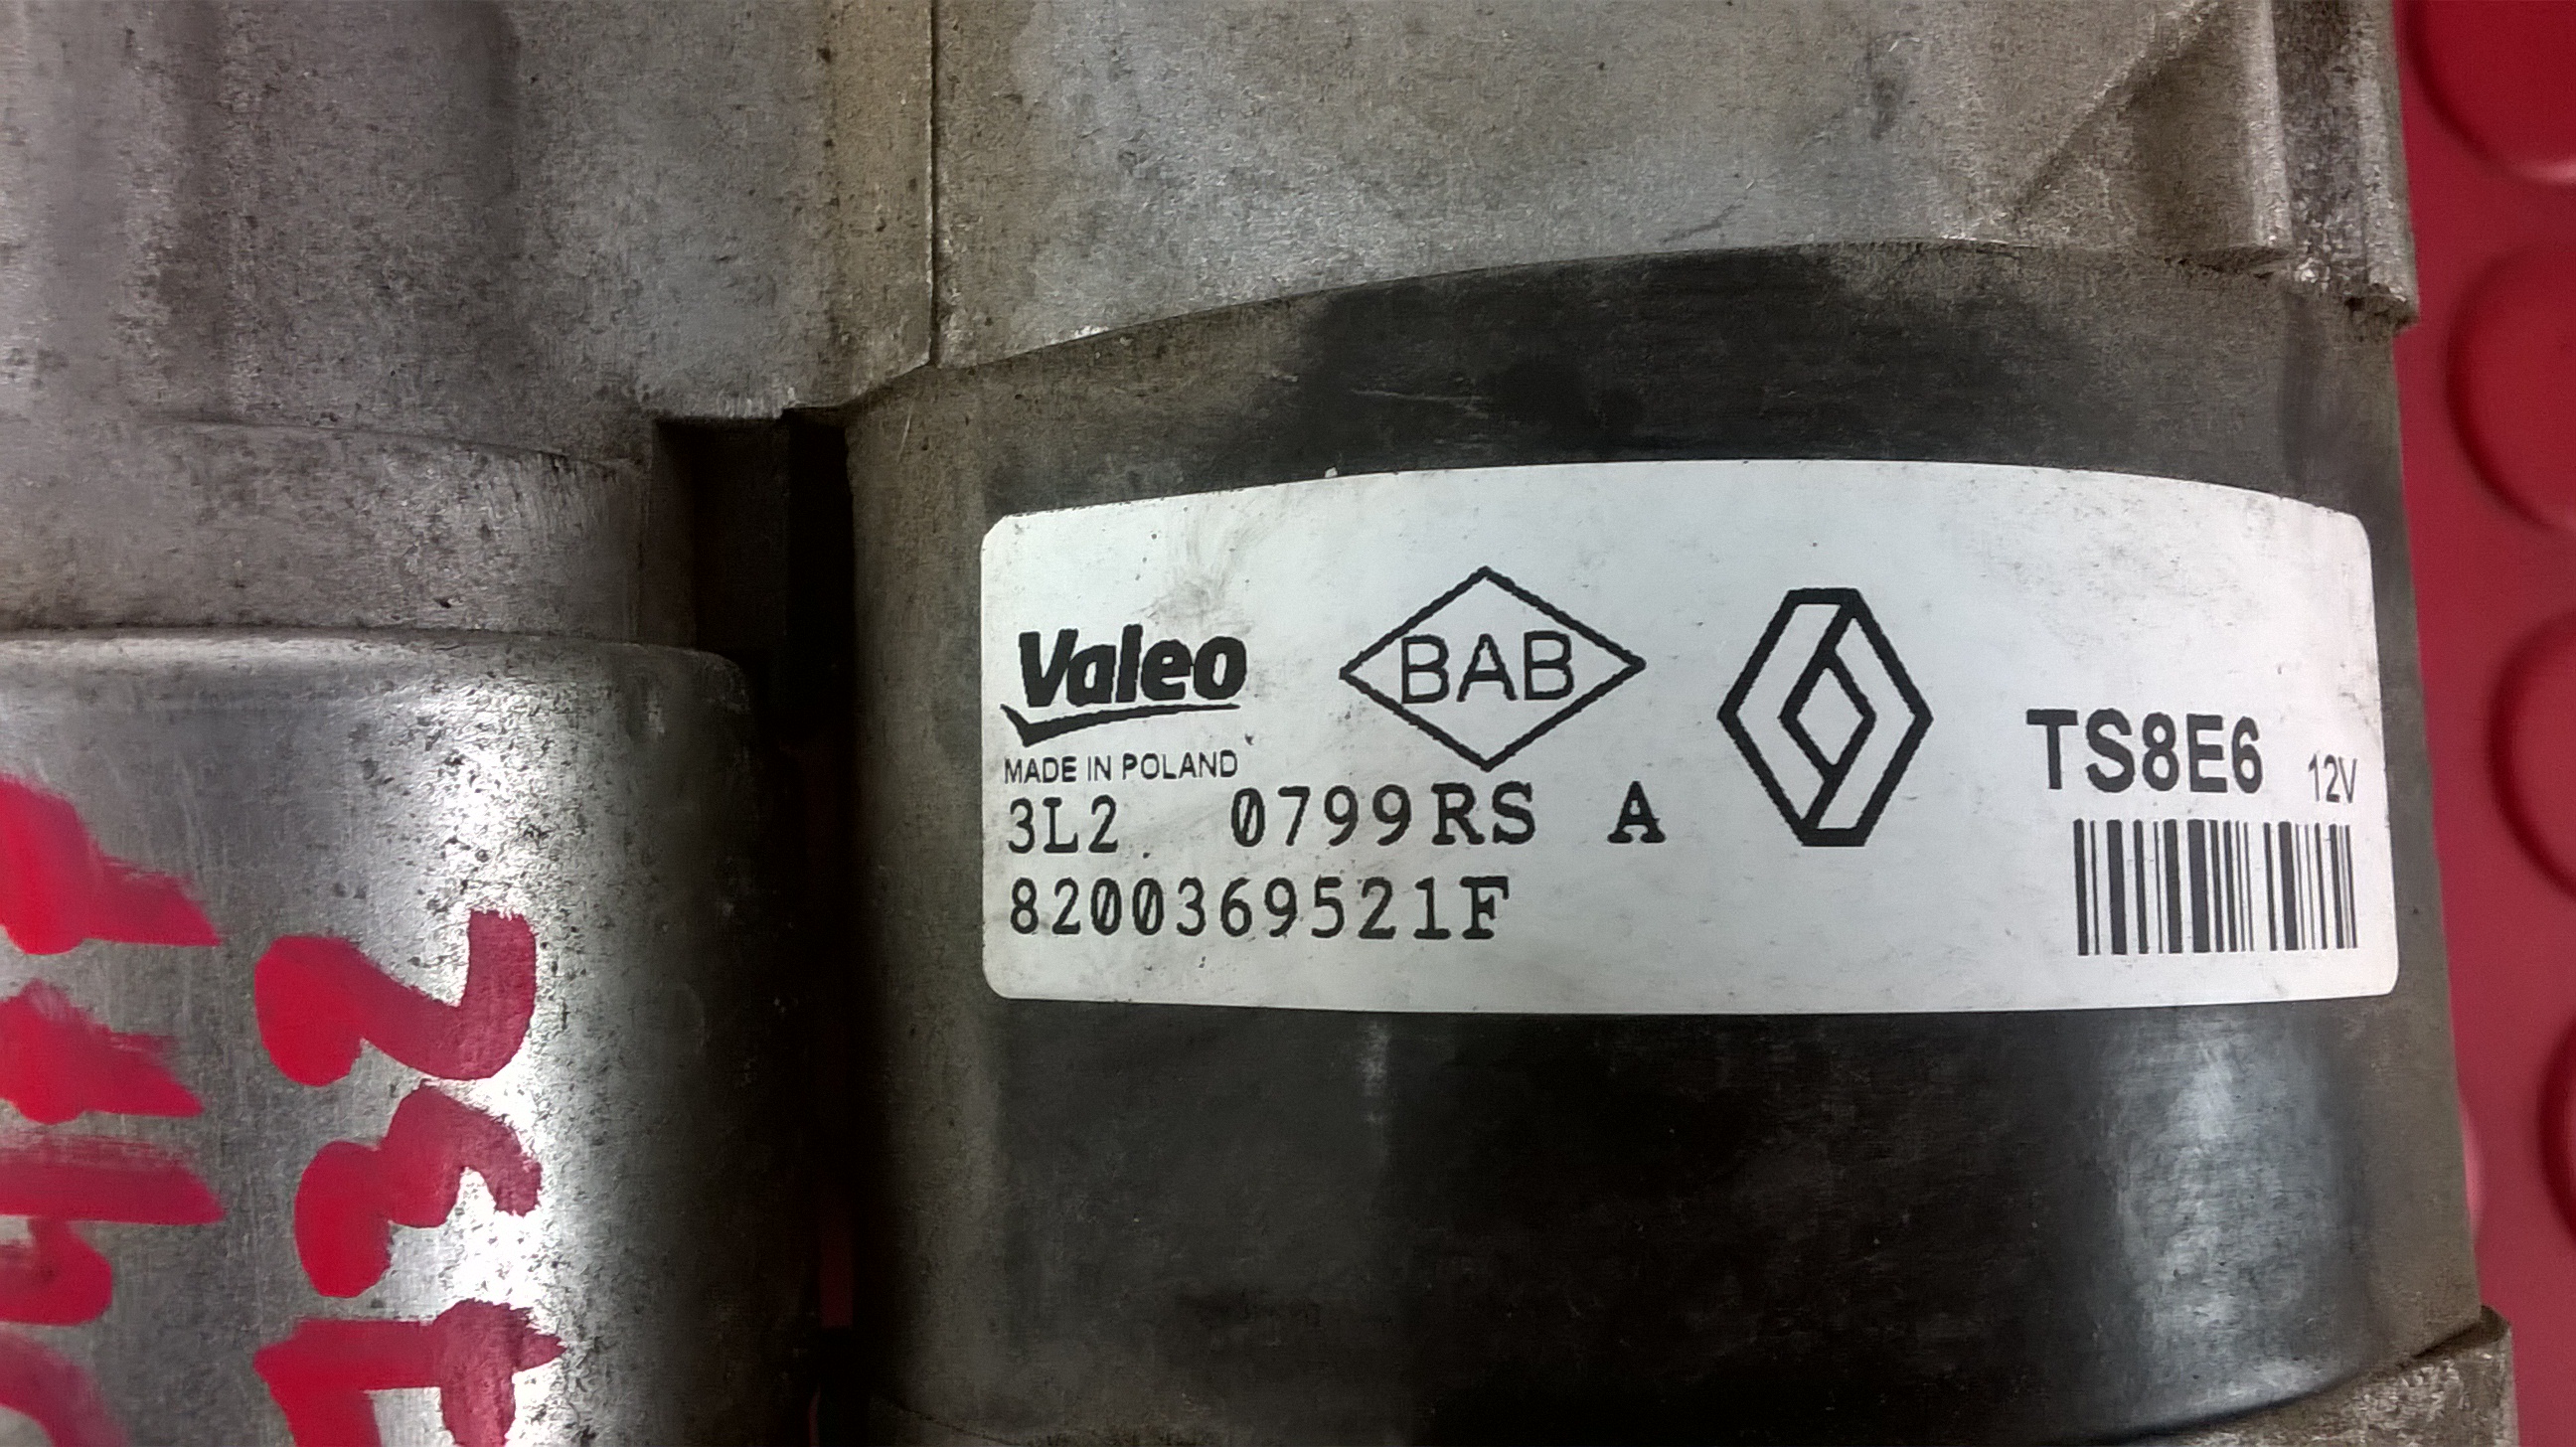 Valeo
BAB
MADE IN POLAND
TS8E6 12V
3L2 0799RS A
8200369521F